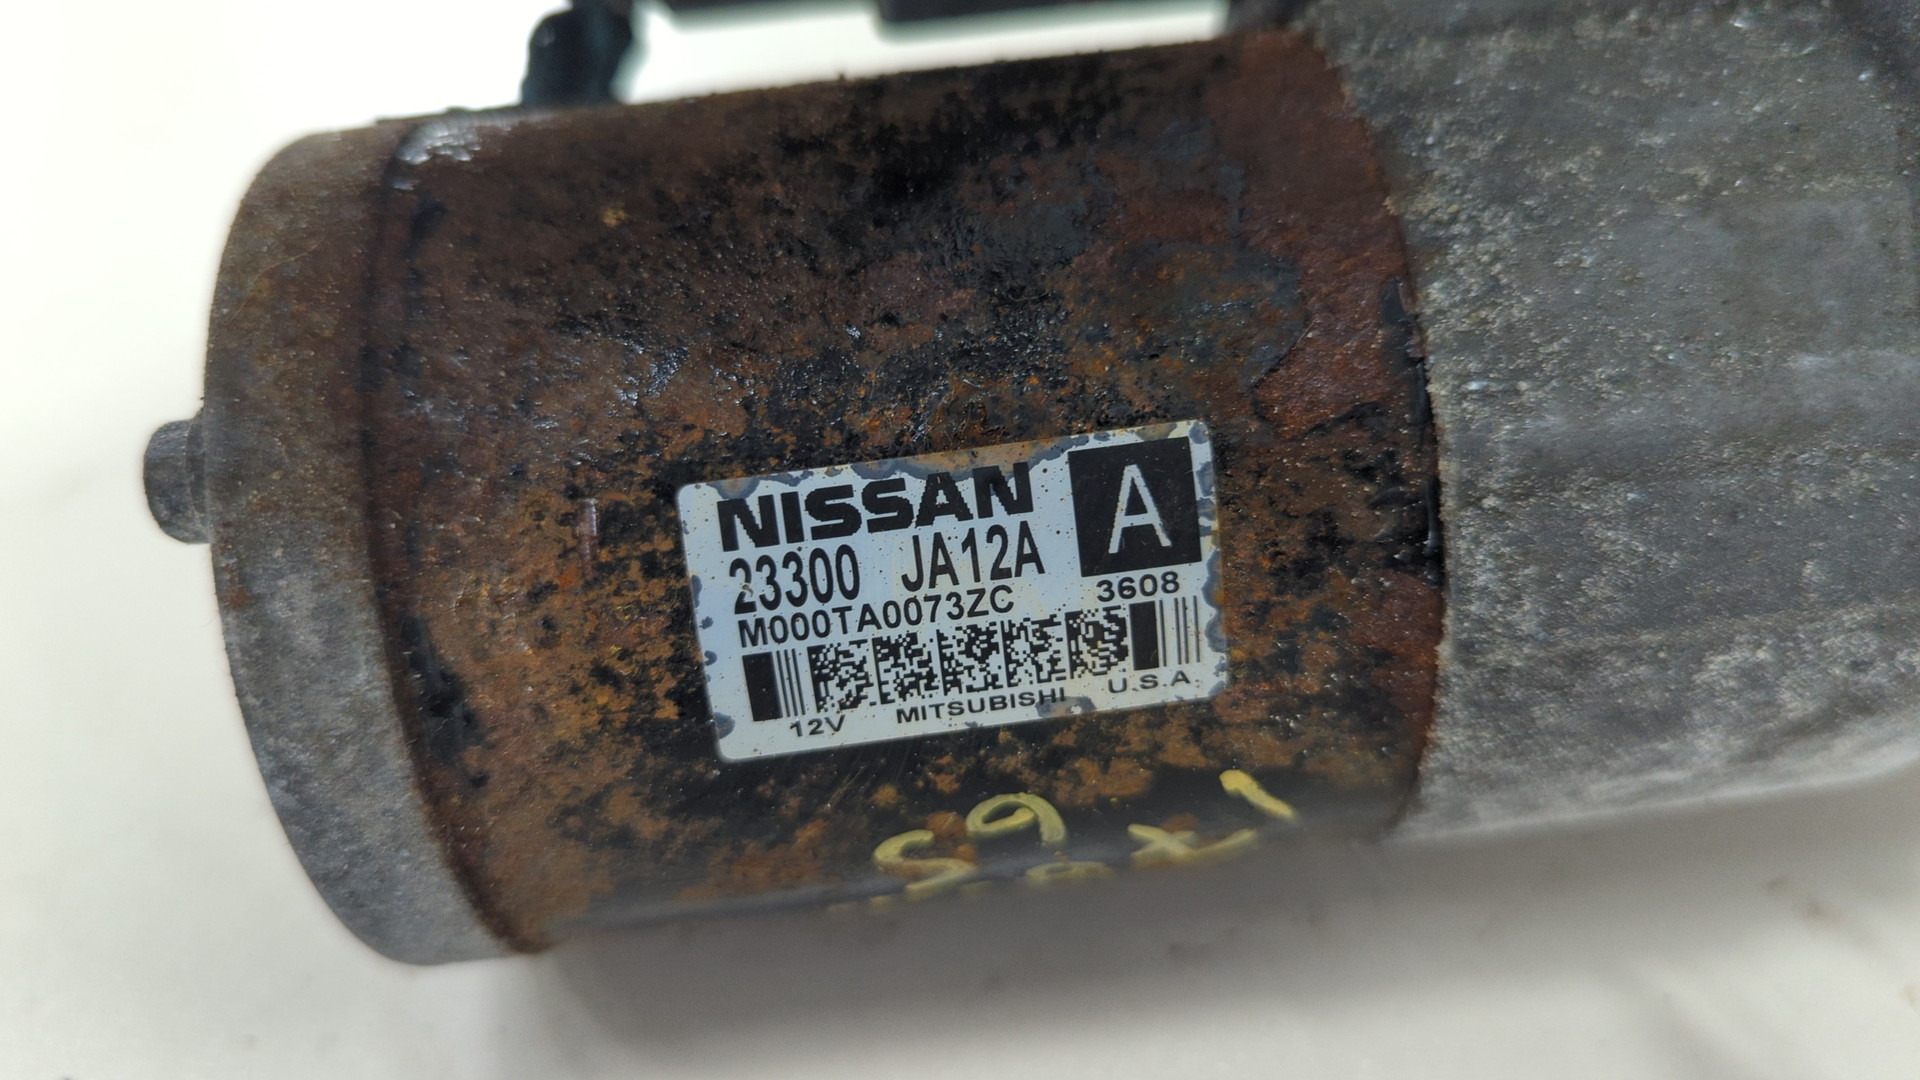 NISSAN A
23300 JA12A
M000TA0073ZC 3608
12V MITSUBISHI U.S.A.